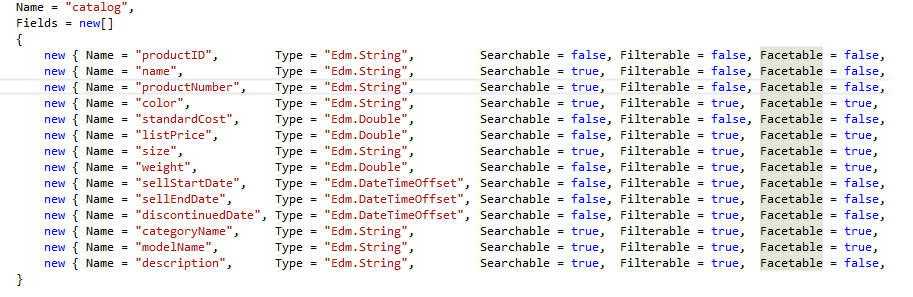 Name = "catalog",
Fields = new[]
{
new { Name = "productID", Type = "Edm.String", Searchable = false, Filterable = false, Facetable = false,
new { Name = "name", Type = "Edm.String", Searchable = true, Filterable = false, Facetable = false,
new { Name = "productNumber", Type = "Edm.String", Searchable = true, Filterable = false, Facetable = false,
new { Name = "color", Type = "Edm.String", Searchable = true, Filterable = true, Facetable = true,
new { Name = "standardCost", Type = "Edm.Double", Searchable = false, Filterable = false, Facetable = false,
new { Name = "listPrice", Type = "Edm.Double", Searchable = false, Filterable = true, Facetable = true,
new { Name = "size", Type = "Edm.String", Searchable = true, Filterable = true, Facetable = true,
new { Name = "weight", Type = "Edm.Double", Searchable = false, Filterable = true, Facetable = true,
new { Name = "sellStartDate", Type = "Edm.DateTimeOffset", Searchable = false, Filterable = true, Facetable = false,
new { Name = "sellEndDate", Type = "Edm.DateTimeOffset", Searchable = false, Filterable = true, Facetable = false,
new { Name = "discontinuedDate", Type = "Edm.DateTimeOffset", Searchable = false, Filterable = true, Facetable = false,
new { Name = "categoryName", Type = "Edm.String", Searchable = true, Filterable = true, Facetable = true,
new { Name = "modelName", Type = "Edm.String", Searchable = true, Filterable = true, Facetable = true,
new { Name = "description", Type = "Edm.String", Searchable = true, Filterable = true, Facetable = false,
}